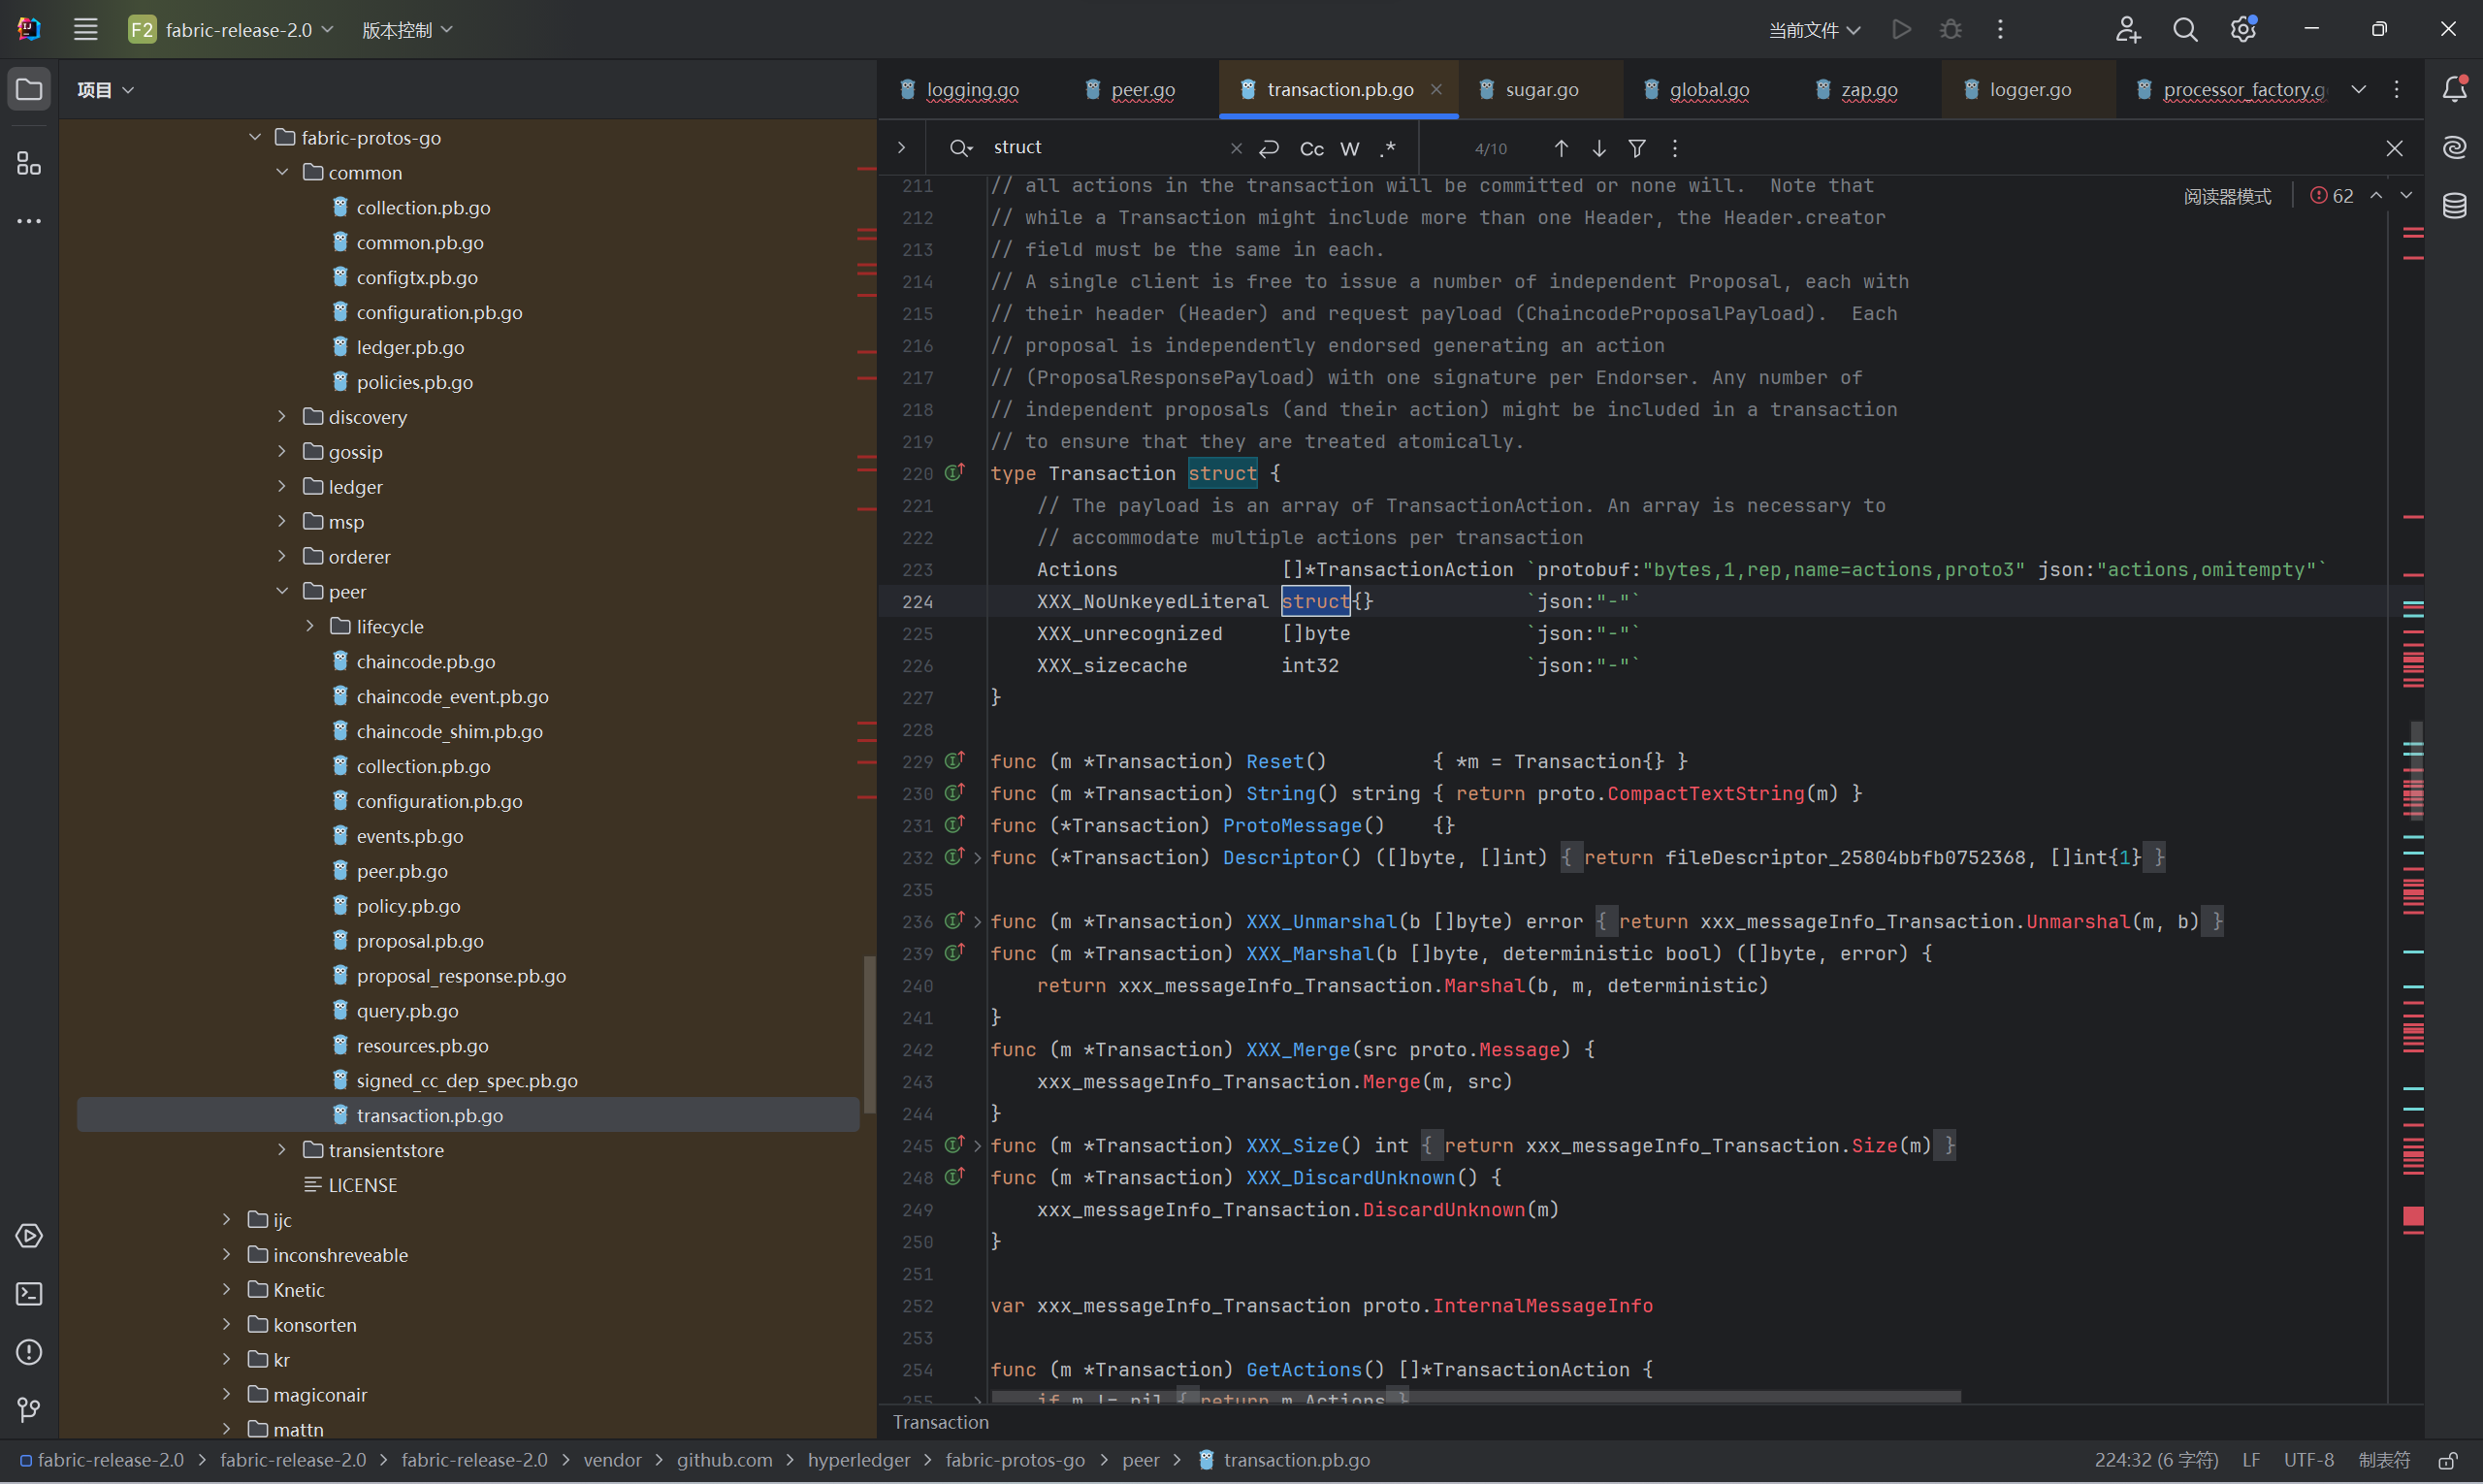 F2 fabric-release-2.0 版本控制 当前文件
项目
fabric-protos-go
common
collection.pb.go
common.pb.go
configtx.pb.go
configuration.pb.go
ledger.pb.go
policies.pb.go
discovery
gossip
ledger
msp
orderer
peer
lifecycle
chaincode.pb.go
chaincode_event.pb.go
chaincode_shim.pb.go
collection.pb.go
configuration.pb.go
events.pb.go
peer.pb.go
policy.pb.go
proposal.pb.go
proposal_response.pb.go
query.pb.go
resources.pb.go
signed_cc_dep_spec.pb.go
transaction.pb.go
transientstore
LICENSE
ijc
inconshreveable
Knetic
konsorten
kr
magiconair
mattn
logging.go peer.go transaction.pb.go sugar.go global.go zap.go logger.go processor_factory.g
struct Cc W .* 4/10
阅读器模式 62
211 // all actions in the transaction will be committed or none will.  Note that
212 // while a Transaction might include more than one Header, the Header.creator
213 // field must be the same in each.
214 // A single client is free to issue a number of independent Proposal, each with
215 // their header (Header) and request payload (ChaincodeProposalPayload).  Each
216 // proposal is independently endorsed generating an action
217 // (ProposalResponsePayload) with one signature per Endorser. Any number of
218 // independent proposals (and their action) might be included in a transaction
219 // to ensure that they are treated atomically.
220 type Transaction struct {
221     // The payload is an array of TransactionAction. An array is necessary to
222     // accommodate multiple actions per transaction
223     Actions              []*TransactionAction `protobuf:"bytes,1,rep,name=actions,proto3" json:"actions,omitempty"`
224     XXX_NoUnkeyedLiteral struct{}             `json:"-"`
225     XXX_unrecognized     []byte               `json:"-"`
226     XXX_sizecache        int32                `json:"-"`
227 }
228
229 func (m *Transaction) Reset()         { *m = Transaction{} }
230 func (m *Transaction) String() string { return proto.CompactTextString(m) }
231 func (*Transaction) ProtoMessage()    {}
232 func (*Transaction) Descriptor() ([]byte, []int) { return fileDescriptor_25804bbfb0752368, []int{1} }
235
236 func (m *Transaction) XXX_Unmarshal(b []byte) error { return xxx_messageInfo_Transaction.Unmarshal(m, b) }
239 func (m *Transaction) XXX_Marshal(b []byte, deterministic bool) ([]byte, error) {
240     return xxx_messageInfo_Transaction.Marshal(b, m, deterministic)
241 }
242 func (m *Transaction) XXX_Merge(src proto.Message) {
243     xxx_messageInfo_Transaction.Merge(m, src)
244 }
245 func (m *Transaction) XXX_Size() int { return xxx_messageInfo_Transaction.Size(m) }
248 func (m *Transaction) XXX_DiscardUnknown() {
249     xxx_messageInfo_Transaction.DiscardUnknown(m)
250 }
251
252 var xxx_messageInfo_Transaction proto.InternalMessageInfo
253
254 func (m *Transaction) GetActions() []*TransactionAction {
255     if m != nil { return m.Actions }
Transaction
fabric-release-2.0 > fabric-release-2.0 > fabric-release-2.0 > vendor > github.com > hyperledger > fabric-protos-go > peer > transaction.pb.go 224:32 (6 字符) LF UTF-8 制表符